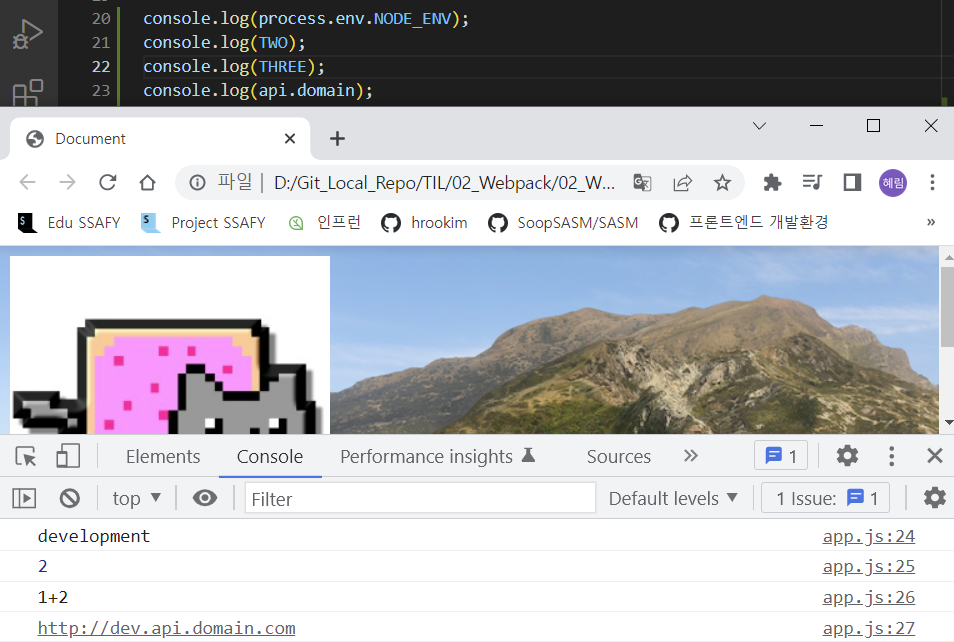 20 console.log(process.env.NODE_ENV);
21 console.log(TWO);
22 console.log(THREE);
23 console.log(api.domain);
Document
파일 | D:/Git_Local_Repo/TIL/02_Webpack/02_W...
혜림
Edu SSAFY Project SSAFY 인프런 hrookim SoopSASM/SASM 프론트엔드 개발환경 »
Elements Console Performance insights Sources » 1
top Filter Default levels 1 Issue: 1
development app.js:24
2 app.js:25
1+2 app.js:26
http://dev.api.domain.com app.js:27